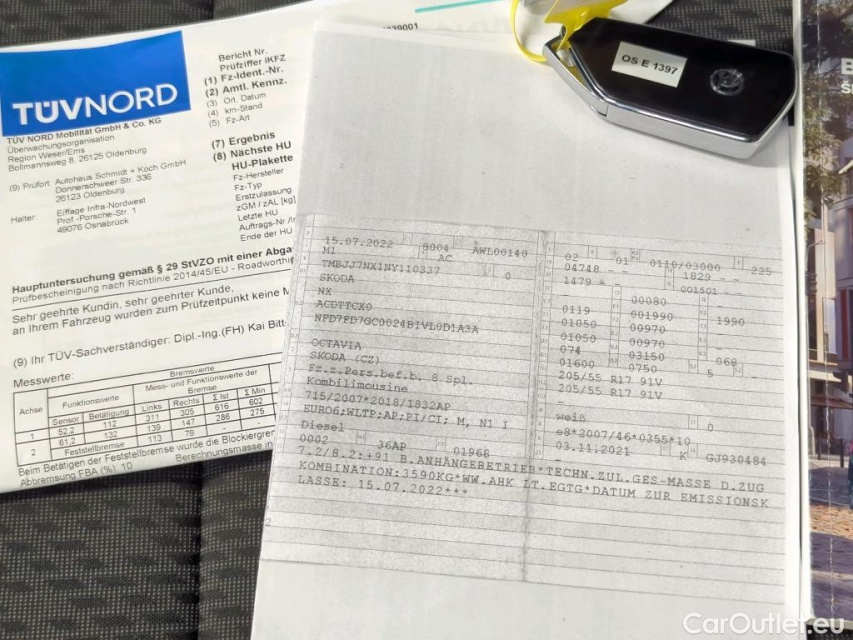 9039001
TÜVNORD
TÜV NORD Mobilität GmbH & Co. KG
Überwachungsorganisation
Region Weser/Ems
Bollmannsweg 8, 26125 Oldenburg
(9) Prüfort: Autohaus Schmidt + Koch GmbH
Donnerschweer Str. 336
26123 Oldenburg
Halter: Eiffage Infra-Nordwest
Prof.-Porsche-Str. 1
49076 Osnabrück
Bericht Nr.
Prüfziffer iKFZ
(1) Fz-Ident.-Nr.
(2) Amtl. Kennz.
(3) Ort, Datum
(4) km-Stand
(5) Fz-Art
(7) Ergebnis
(8) Nächste HU
HU-Plakette
Fz-Hersteller
Fz-Typ
Erstzulassung
zGM / zAL [kg]
Letzte HU
Auftrags-Nr./
Ende der HU
Hauptuntersuchung gemäß § 29 StVZO mit einer Abga
Prüfbescheinigung nach Richtlinie 2014/45/EU - Roadworthi
Sehr geehrte Kundin, sehr geehrter Kunde,
an Ihrem Fahrzeug wurden zum Prüfzeitpunkt keine M
(9) Ihr TÜV-Sachverständiger: Dipl.-Ing.(FH) Kai Bitt
Messwerte:
Bremswerte
Achse Funktionswerte Mess- und Funktionswerte der Bremse
Sensor Betätigung Links Rechts Σ Ist Σ Min
1 52,2 112 311 305 616 602
2 61,2 132 139 147 286 275
Feststellbremse 113 79
Beim Betätigen der Feststellbremse wurde die Blockiergren
Abbremsung FBA (%): 10 Berechnungsmasse in
OS E 1397
15.07.2022 8004 AWL00140
M1 AC
TMBJJ7NX1NY110337 0
SKODA
NX
ACDTTCX0
NFD7FD7GC0024BIVL0D1A3A
OCTAVIA
SKODA (CZ)
Fz.z.Pers.bef.b. 8 Spl.
Kombilimousine
715/2007*2018/1832AP
EURO6;WLTP;AP;PI/CI; M, N1 I
Diesel
0002 36AP 01968
02 01 0110/03000 225
04748 - 1829 - -
1479 - 001501 -
- 00080
0119 001990 1990
01050 00970
01050 00970
074 03150 068
01600 0750 5
205/55 R17 91V
205/55 R17 91V
-
weiß 0
e8*2007/46*0355*10
03.11.2021 K GJ930484
7.2/8.2:+91 B.ANHÄNGEBETRIEB*TECHN.ZUL.GES-MASSE D.ZUG
KOMBINATION:3590KG*WW.AHK LT.EGTG*DATUM ZUR EMISSIONSK
LASSE: 15.07.2022***
CarOutlet.eu